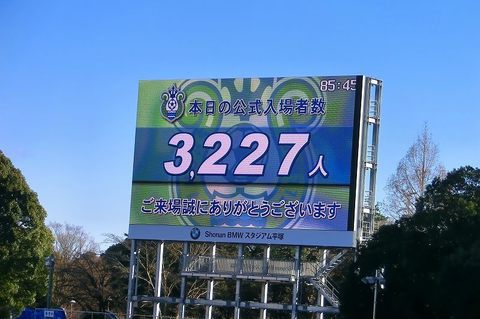 85:45
本日の公式入場者数
3,227人
ご来場誠にありがとうございます
Shonan BMW スタジアム平塚